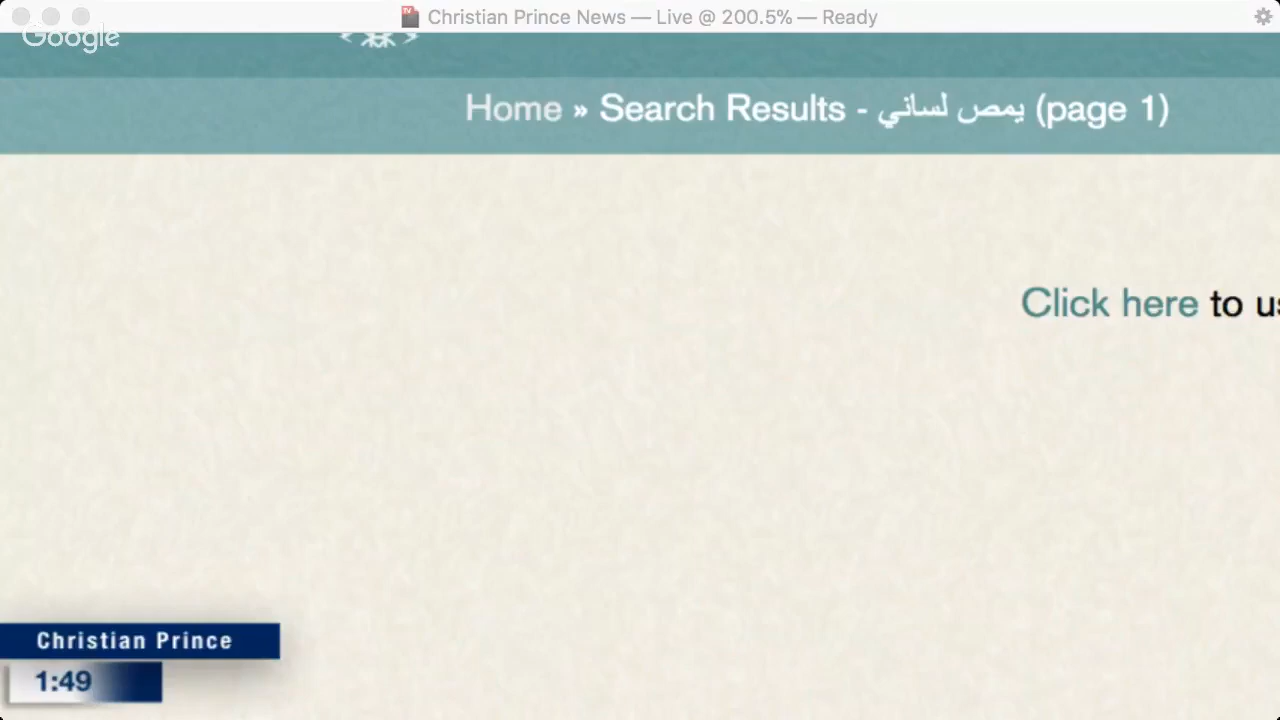 Christian Prince News — Live @ 200.5% — Ready
Google
Home » Search Results - يمص لساني (page 1)
Click here to us
Christian Prince
1:49